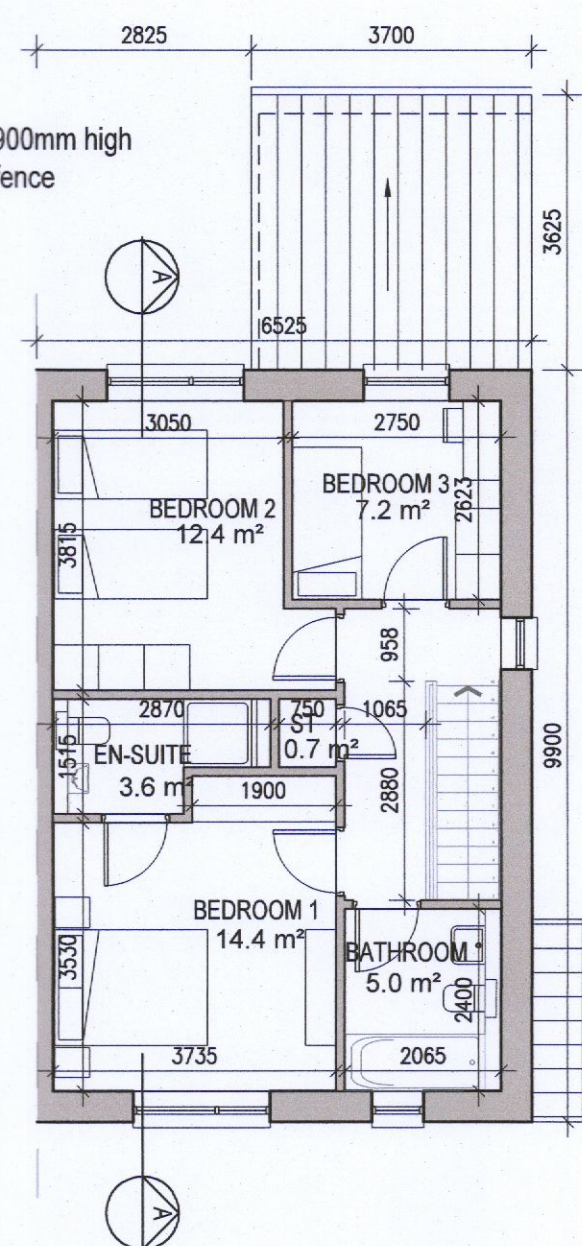 2825 3700
900mm high
fence
3625
A
6525
3050 2750
BEDROOM 2
12.4 m²
BEDROOM 3
7.2 m²
2623
3815
958
2870 750 1065
ST
0.7 m²
1515
EN-SUITE
3.6 m²
1900
2880
9900
BEDROOM 1
14.4 m²
BATHROOM
5.0 m²
3530
2400
3735 2065
A